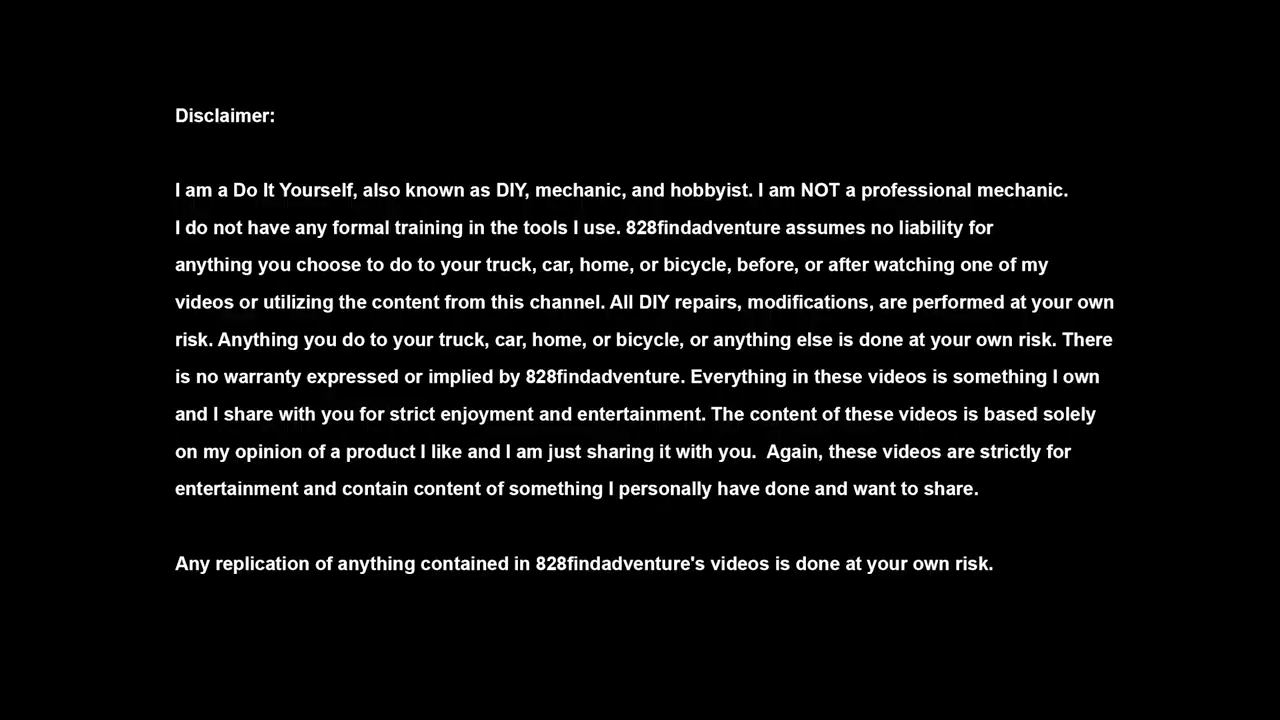 Disclaimer:
I am a Do It Yourself, also known as DIY, mechanic, and hobbyist. I am NOT a professional mechanic.
I do not have any formal training in the tools I use. 828findadventure assumes no liability for
anything you choose to do to your truck, car, home, or bicycle, before, or after watching one of my
videos or utilizing the content from this channel. All DIY repairs, modifications, are performed at your own
risk. Anything you do to your truck, car, home, or bicycle, or anything else is done at your own risk. There
is no warranty expressed or implied by 828findadventure. Everything in these videos is something I own
and I share with you for strict enjoyment and entertainment. The content of these videos is based solely
on my opinion of a product I like and I am just sharing it with you.  Again, these videos are strictly for
entertainment and contain content of something I personally have done and want to share.
Any replication of anything contained in 828findadventure's videos is done at your own risk.